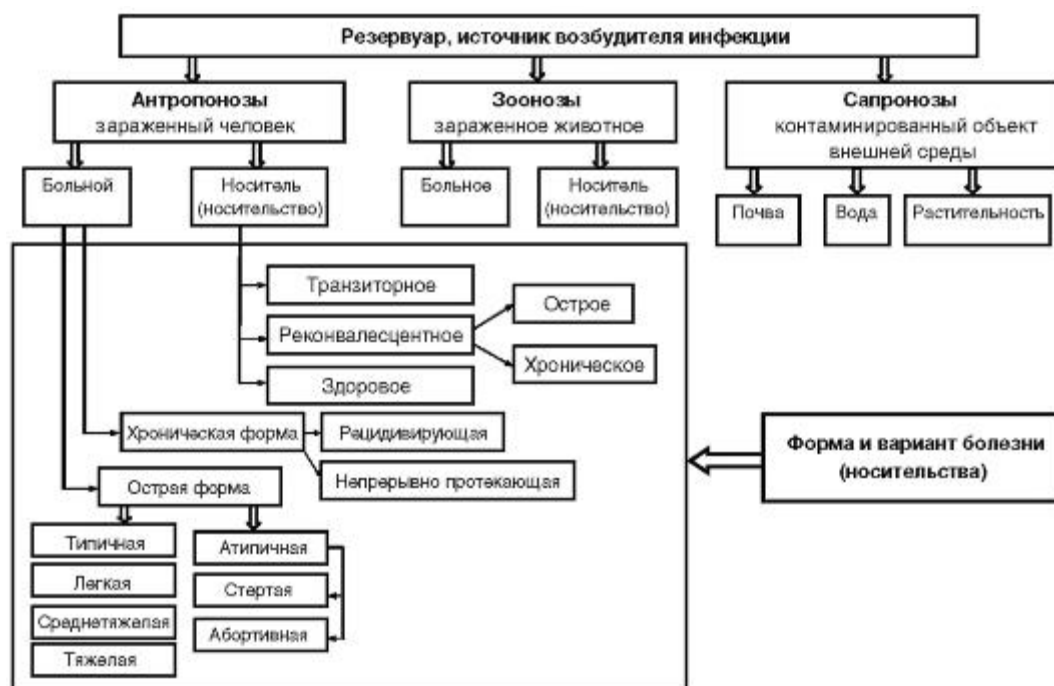 Резервуар, источник возбудителя инфекции
Антропонозы
зараженный человек
Зоонозы
зараженное животное
Сапронозы
контаминированный объект
внешней среды
Больной
Носитель
(носительство)
Больное
Носитель
(носительство)
Почва
Вода
Растительность
Транзиторное
Реконвалесцентное
Здоровое
Острое
Хроническое
Хроническая форма
Рецидивирующая
Непрерывно протекающая
Форма и вариант болезни
(носительства)
Острая форма
Типичная
Легкая
Среднетяжелая
Тяжелая
Атипичная
Стертая
Абортивная